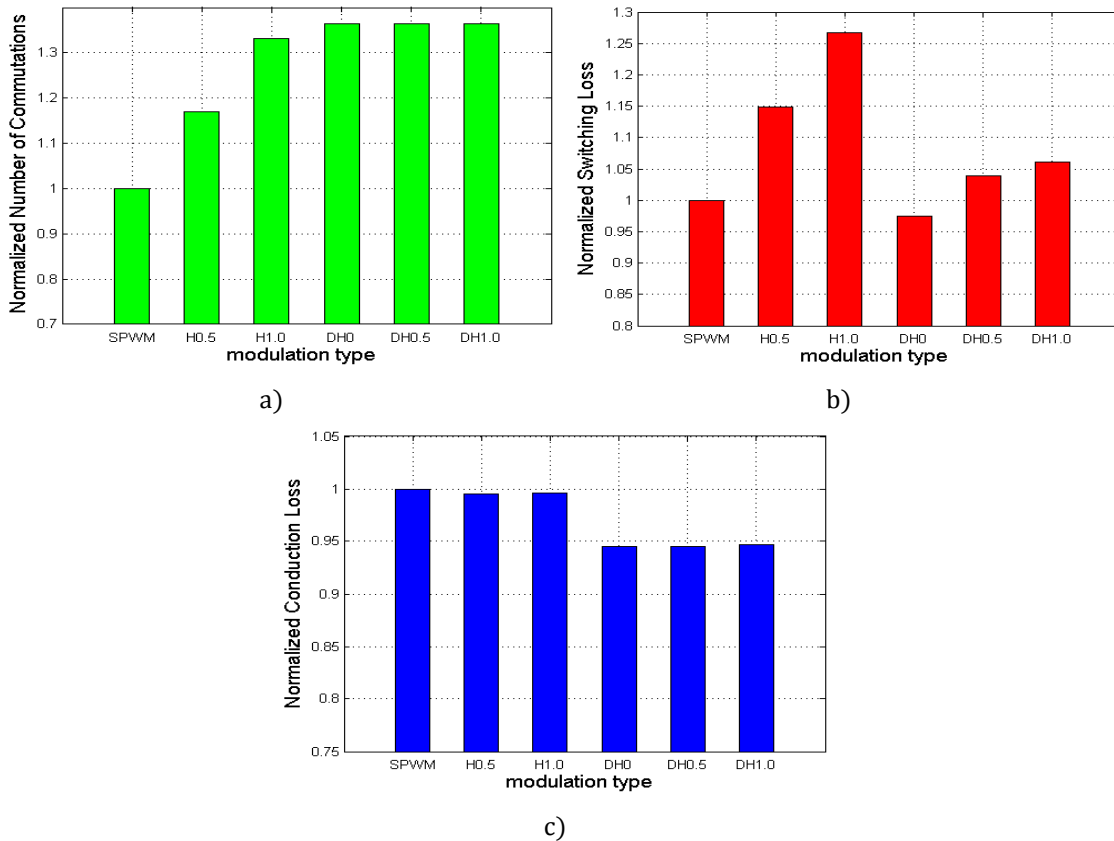 Normalized Number of Commutations
1.3
1.2
1.1
1
0.9
0.8
0.7
SPWM H0.5 H1.0 DH0 DH0.5 DH1.0
modulation type
a)
Normalized Switching Loss
1.3
1.25
1.2
1.15
1.1
1.05
1
0.95
0.9
0.85
0.8
SPWM H0.5 H1.0 DH0 DH0.5 DH1.0
modulation type
b)
Normalized Conduction Loss
1.05
1
0.95
0.9
0.85
0.8
0.75
SPWM H0.5 H1.0 DH0 DH0.5 DH1.0
modulation type
c)